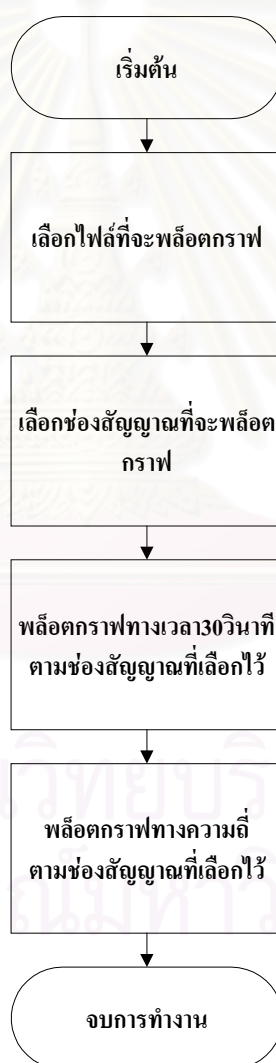 เริ่มต้น
เลือกไฟล์ที่จะพล็อตกราฟ
เลือกช่องสัญญาณที่จะพล็อต
กราฟ
พล็อตกราฟทางเวลา30วินาที
ตามช่องสัญญาณที่เลือกไว้
พล็อตกราฟทางความถี่
ตามช่องสัญญาณที่เลือกไว้
จบการทำงาน